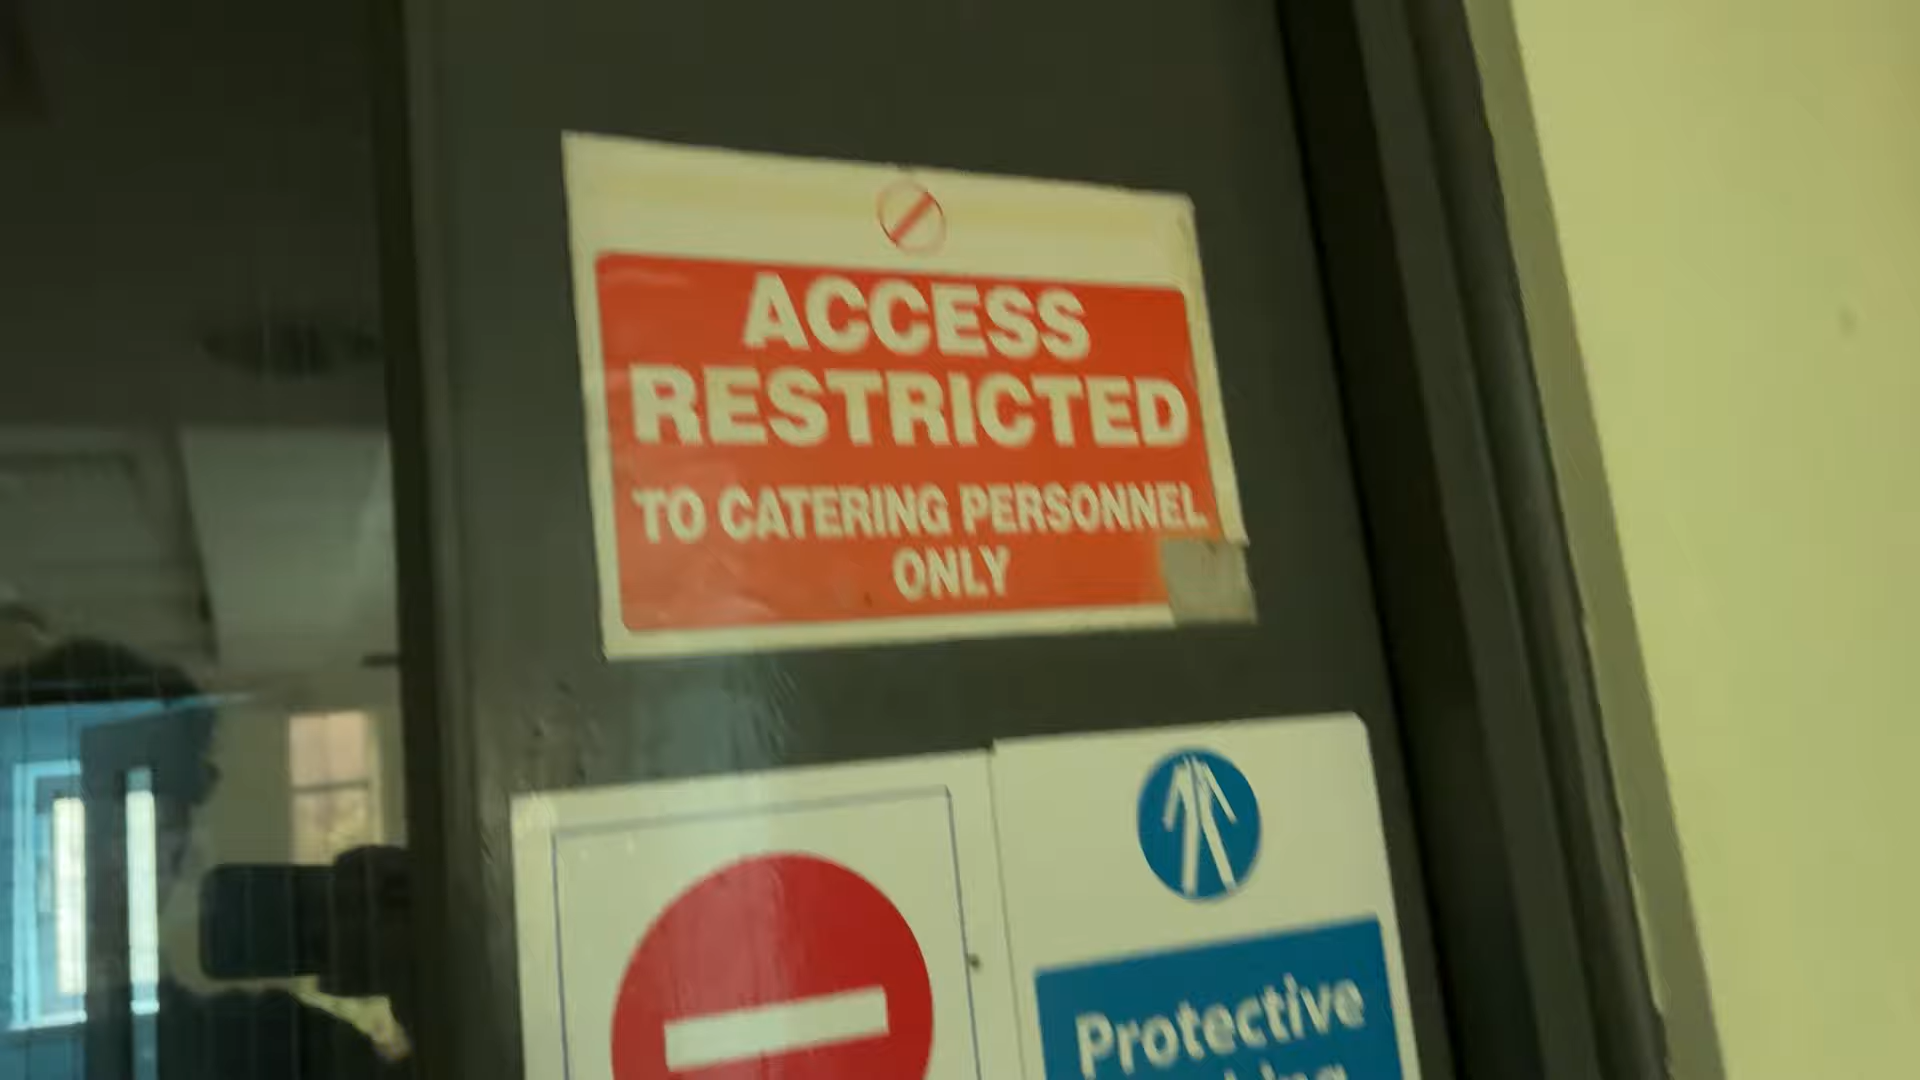 ACCESS
RESTRICTED
TO CATERING PERSONNEL
ONLY
Protective